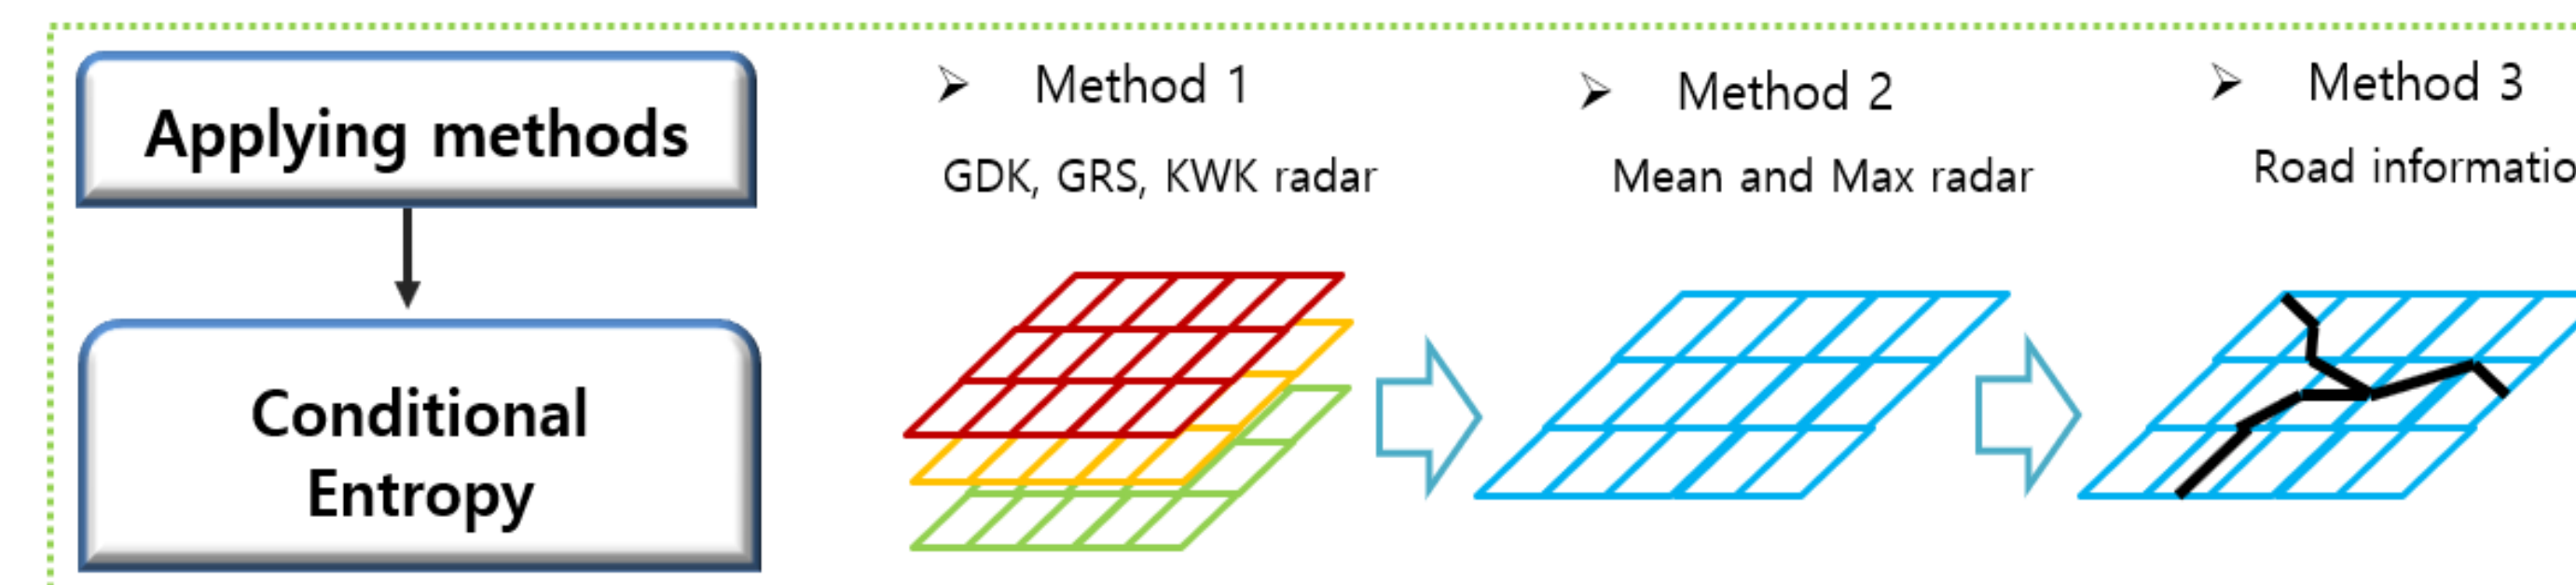 Applying methods
Conditional
Entropy
Method 1
GDK, GRS, KWK radar
Method 2
Mean and Max radar
Method 3
Road